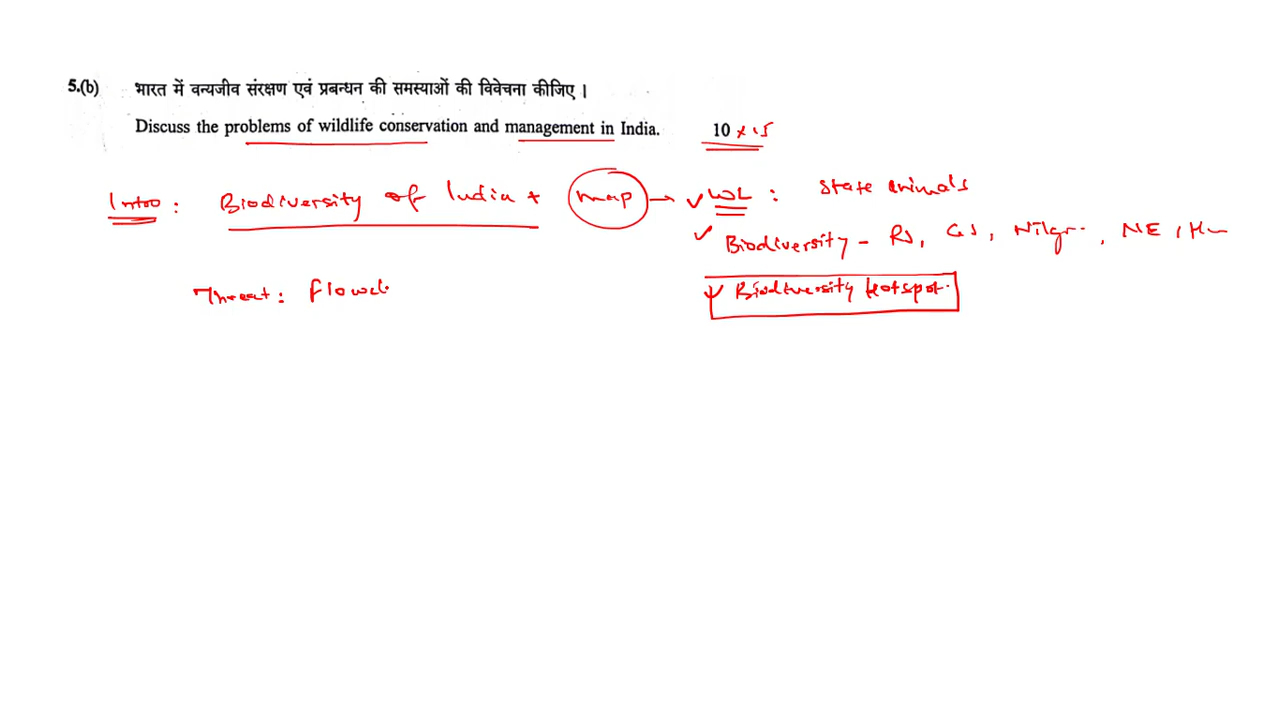 5.(b) भारत में वन्यजीव संरक्षण एवं प्रबन्धन की समस्याओं की विवेचना कीजिए ।
Discuss the problems of wildlife conservation and management in India. 10 x 15
Intro : Biodiversity of India + map → ✓ WL : State animals
✓ Biodiversity - RJ, GJ, Nilgr , NE ,
Biodiversity Hotspot.
Threat :